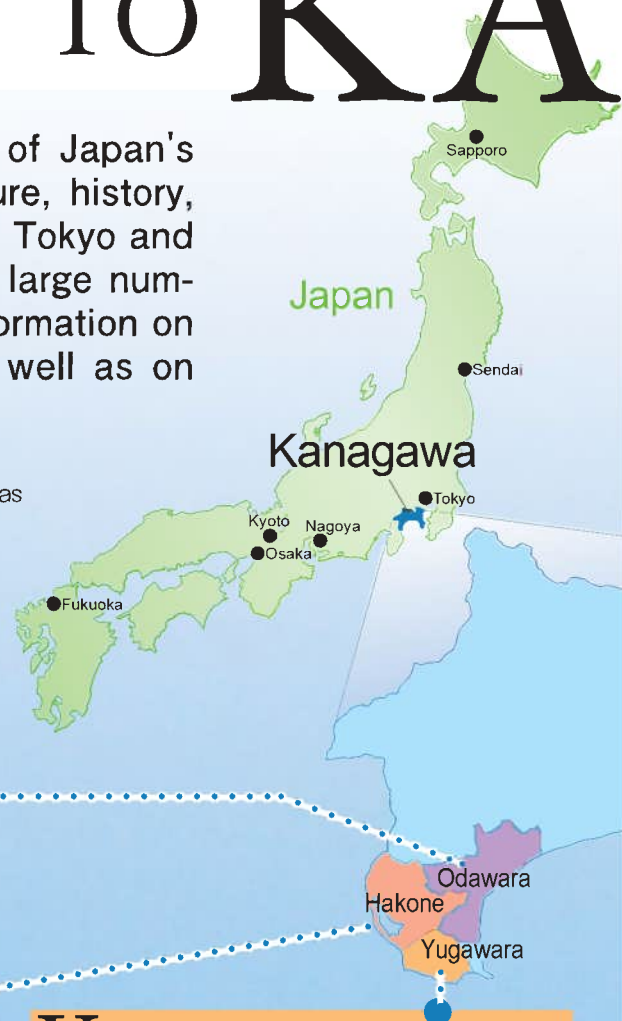 TO KA
of Japan's
ure, history,
Tokyo and
large num-
ormation on
well as on
as
Japan
Sapporo
Sendai
Kanagawa
Tokyo
Kyoto
Nagoya
Osaka
Fukuoka
Odawara
Hakone
Yugawara